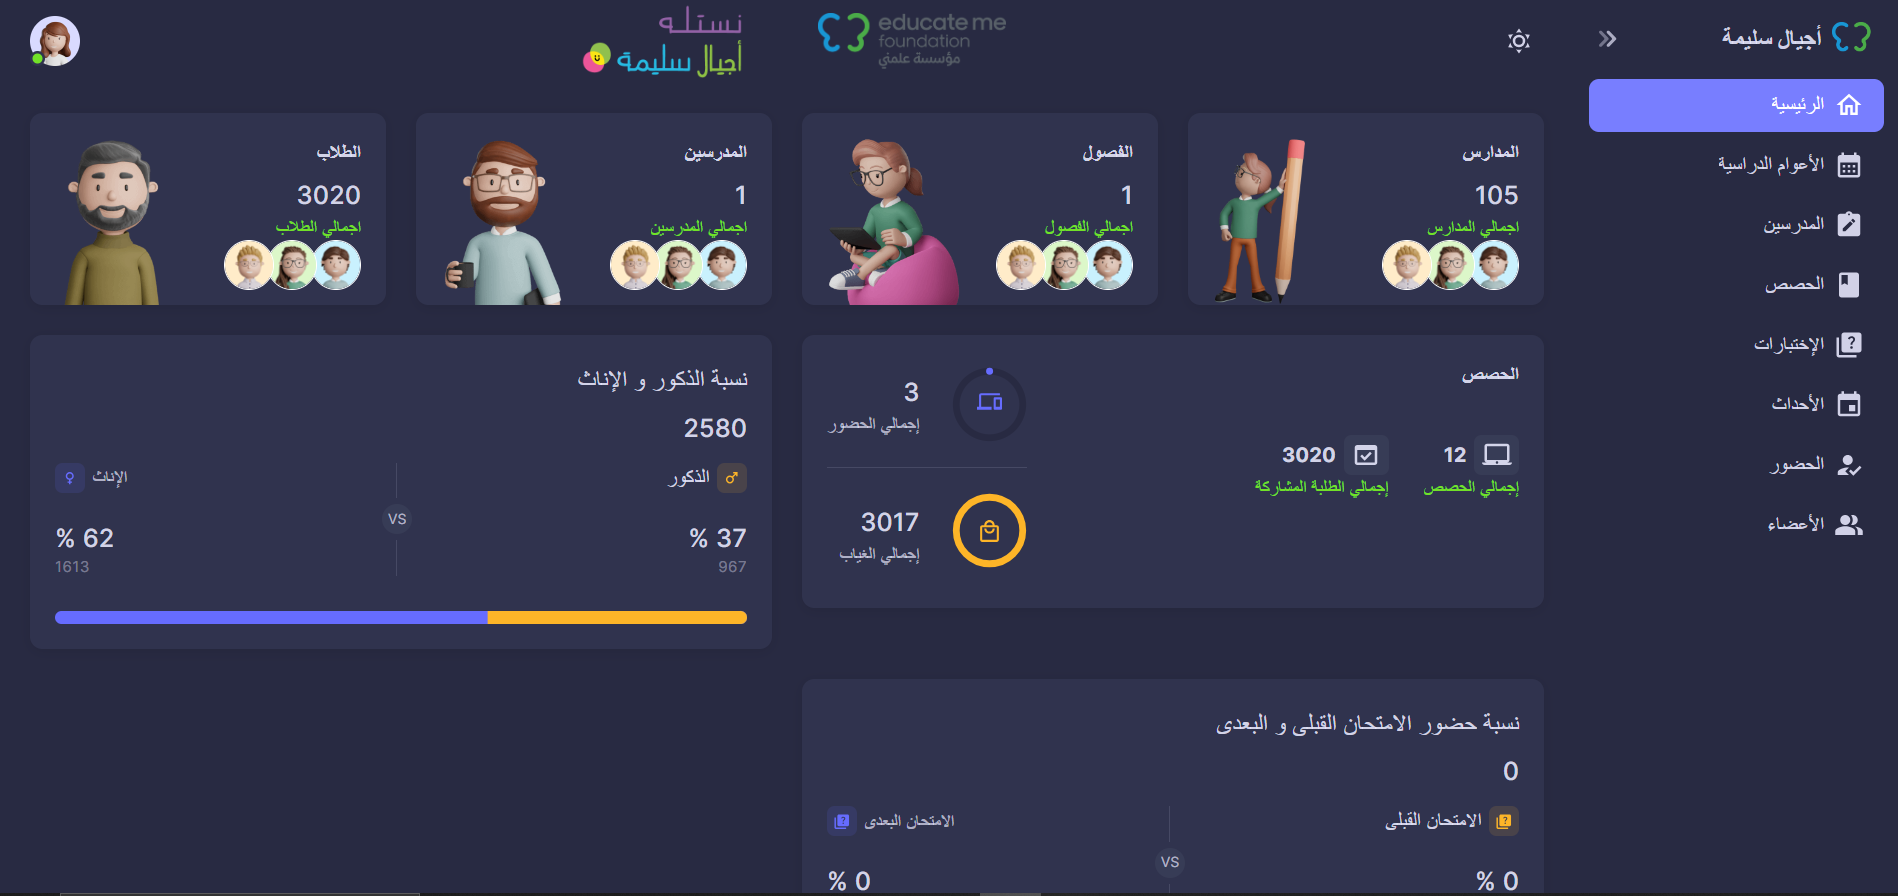 أجيال سليمة
الرئيسية
الأعوام الدراسية
المدرسين
الحصص
الإختبارات
الأحداث
الحضور
الأعضاء
educate me
foundation
مؤسسة علمني
نستله
أجيال سليمة
المدارس
105
اجمالي المدارس
الفصول
1
اجمالي الفصول
المدرسين
1
اجمالي المدرسين
الطلاب
3020
اجمالي الطلاب
الحصص
12
إجمالي الحصص
3020
إجمالي الطلبة المشاركة
3
إجمالي الحضور
3017
إجمالي الغياب
نسبة الذكور و الإناث
2580
الذكور
% 37
967
VS
الإناث
% 62
1613
نسبة حضور الامتحان القبلى و البعدى
0
الامتحان القبلى
% 0
VS
الامتحان البعدى
% 0